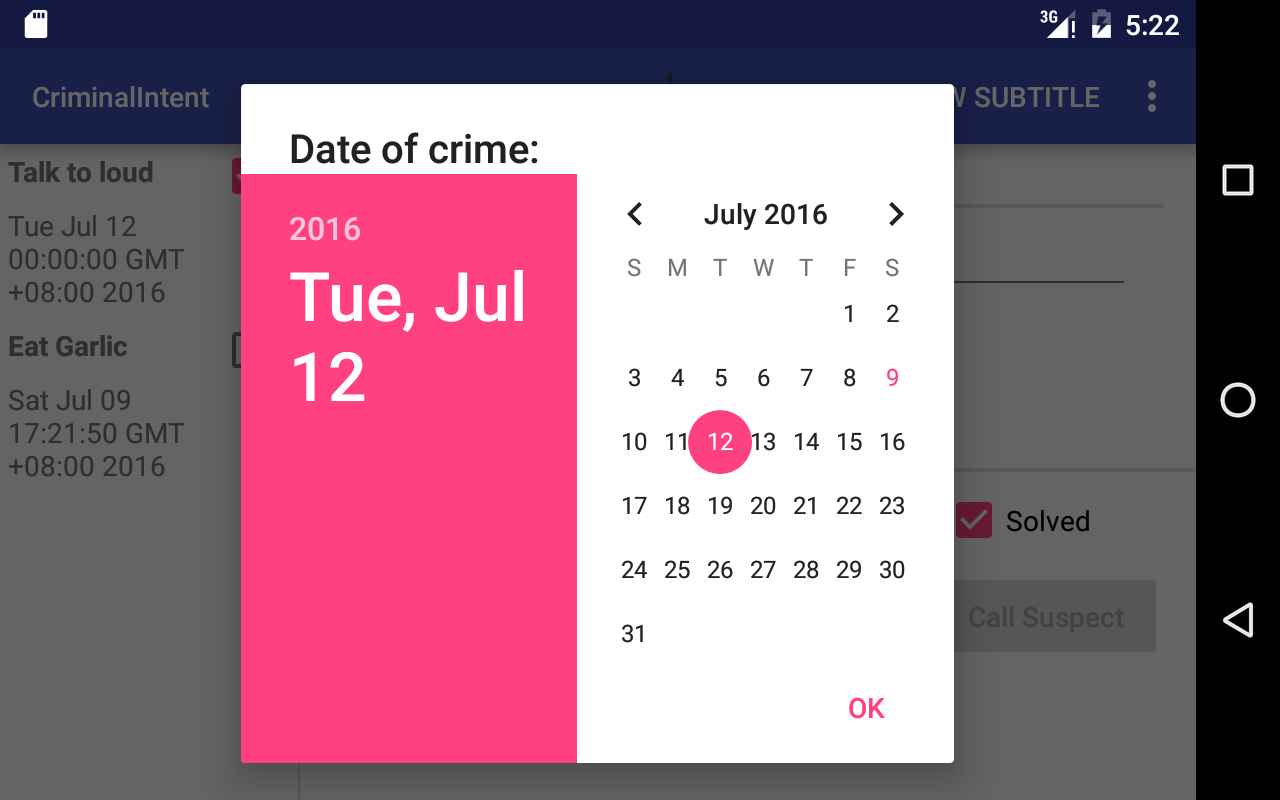 3G 5:22
CriminalIntent
W SUBTITLE
Talk to loud
Tue Jul 12
00:00:00 GMT
+08:00 2016
Eat Garlic
Sat Jul 09
17:21:50 GMT
+08:00 2016
Date of crime:
2016
Tue, Jul
12
July 2016
S M T W T F S
1 2
3 4 5 6 7 8 9
10 11 12 13 14 15 16
17 18 19 20 21 22 23
24 25 26 27 28 29 30
31
OK
Solved
Call Suspect